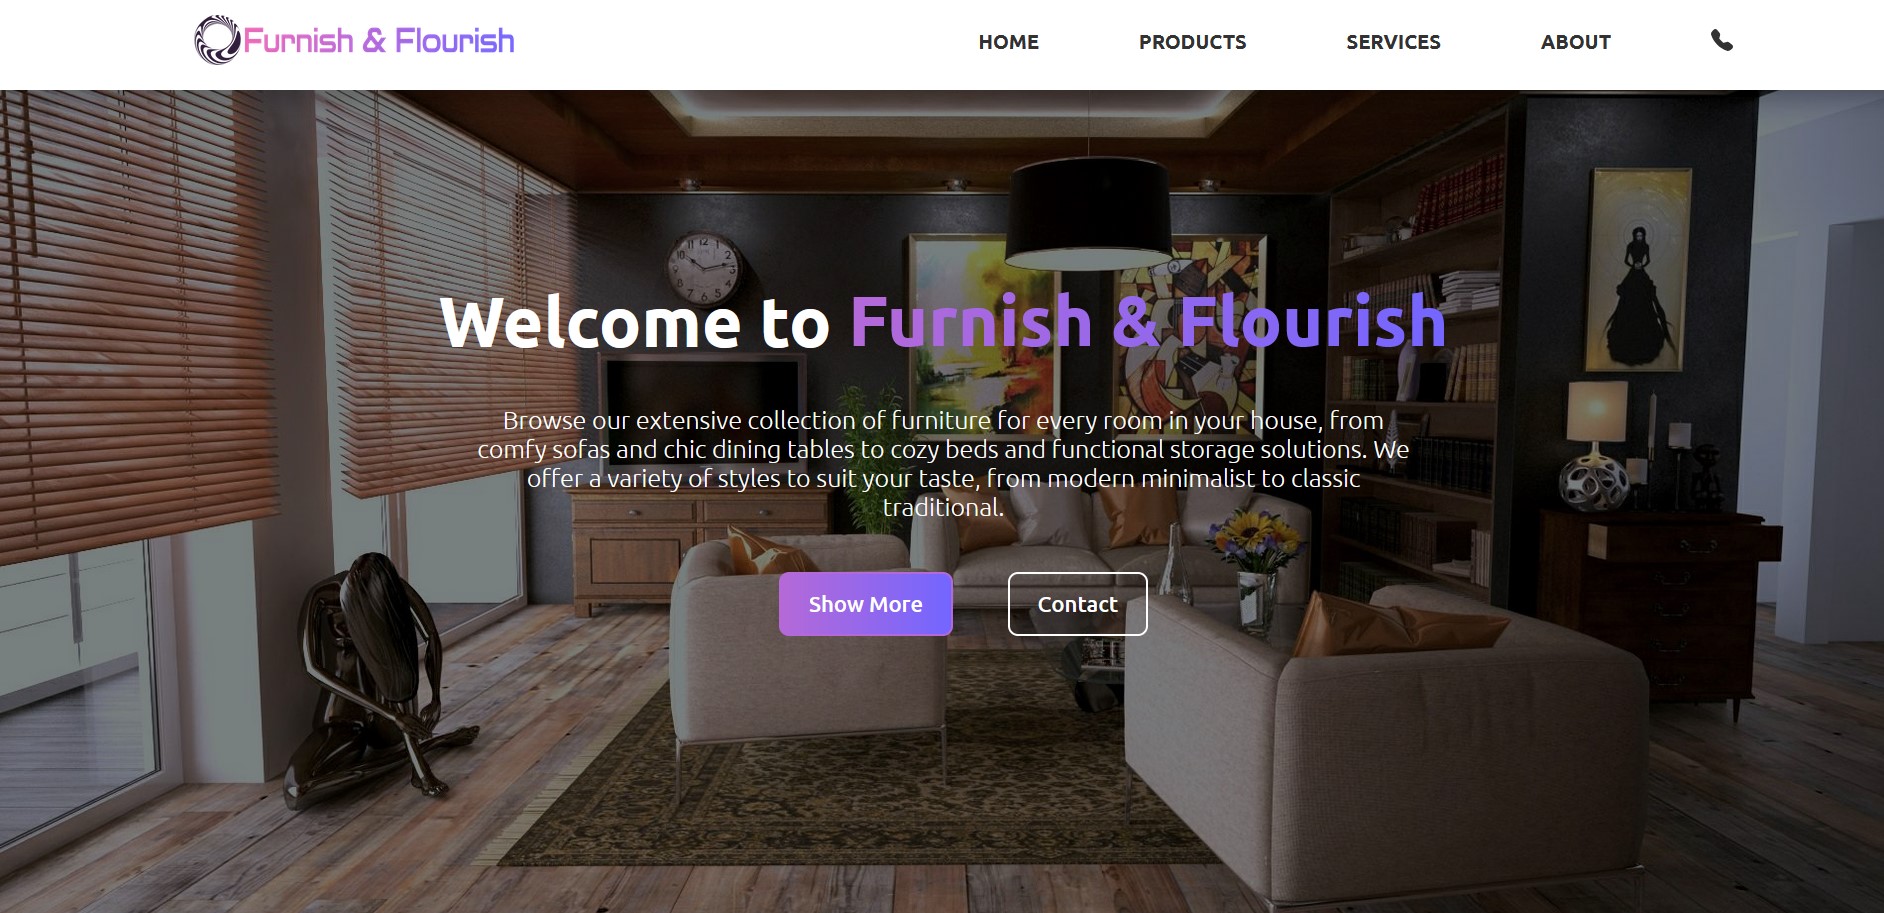 Furnish & Flourish
HOME PRODUCTS SERVICES ABOUT
Welcome to Furnish & Flourish
Browse our extensive collection of furniture for every room in your house, from
comfy sofas and chic dining tables to cozy beds and functional storage solutions. We
offer a variety of styles to suit your taste, from modern minimalist to classic
traditional.
Show More Contact